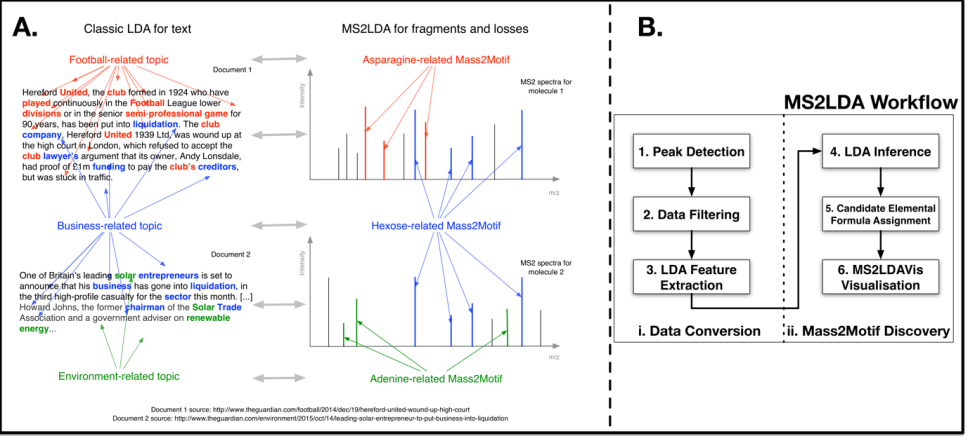 A.
Classic LDA for text
MS2LDA for fragments and losses
Football-related topic
Asparagine-related Mass2Motif
Document 1
Hereford United, the club formed in 1924 who have
played continuously in the Football League lower
divisions or in the senior semi-professional game for
90 years, has been put into liquidation. The club
company, Hereford United 1939 Ltd, was wound up at
the high court in London, which refused to accept the
club lawyer's argument that its owner, Andy Lonsdale,
had proof of £1m funding to pay the club's creditors,
but was stuck in traffic.
Intensity
MS2 spectra for
molecule 1
m/z
Business-related topic
Hexose-related Mass2Motif
Document 2
One of Britain's leading solar entrepreneurs is set to
announce that his business has gone into liquidation, in
the third high-profile casualty for the sector this month. [...]
Howard Johns, the former chairman of the Solar Trade
Association and a government adviser on renewable
energy...
Intensity
MS2 spectra for
molecule 2
m/z
Environment-related topic
Adenine-related Mass2Motif
Document 1 source: http://www.theguardian.com/football/2014/dec/19/hereford-united-wound-up-high-court
Document 2 source: http://www.theguardian.com/environment/2015/oct/14/leading-solar-entrepreneur-to-put-business-into-liquidation
B.
MS2LDA Workflow
1. Peak Detection
2. Data Filtering
3. LDA Feature
Extraction
i. Data Conversion
4. LDA Inference
5. Candidate Elemental
Formula Assignment
6. MS2LDAVis
Visualisation
ii. Mass2Motif Discovery